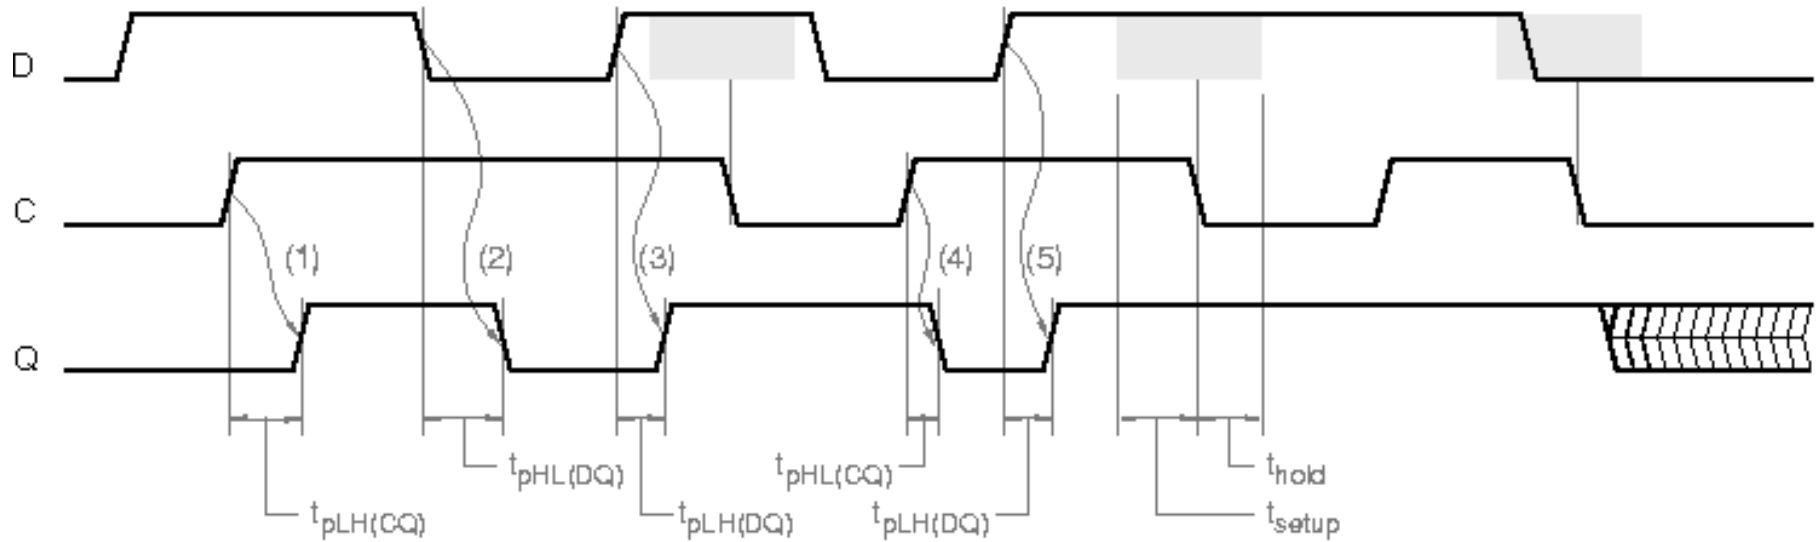 D
C
(1) (2) (3) (4) (5)
Q
tpHL(DQ) tpHL(CQ) thold
tpLH(CQ) tpLH(DQ) tpLH(DQ) tsetup